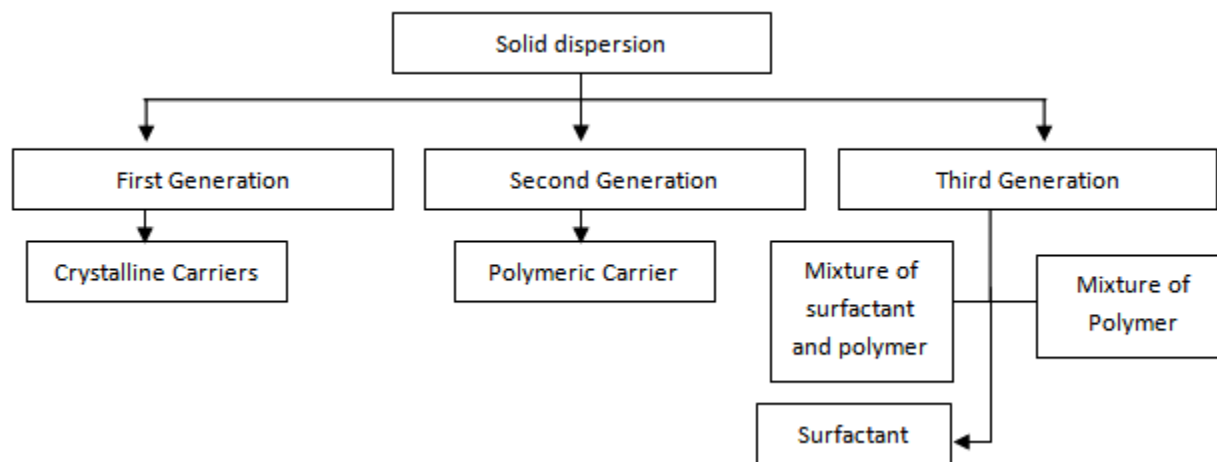 Solid dispersion
First Generation
Second Generation
Third Generation
Crystalline Carriers
Polymeric Carrier
Mixture of
surfactant
and polymer
Mixture of
Polymer
Surfactant